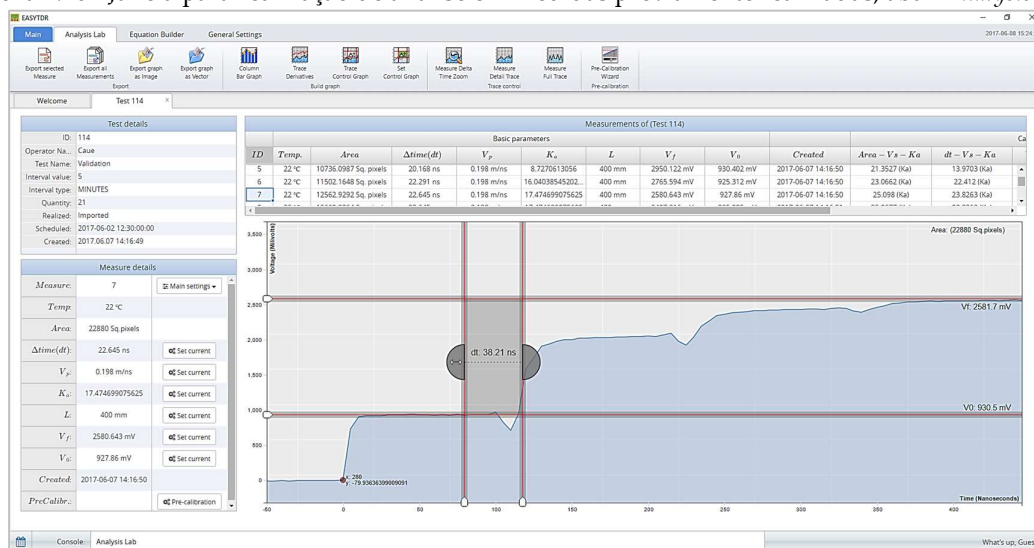 EASYTDR
Main Analysis Lab Equation Builder General Settings 2017-06-08 15:24
Export selected Measure
Export all Measurements
Export graph as Image
Export graph as Vector
Column Bar Graph
Trace Derivatives
Trace Control Graph
Set Control Graph
Measure Delta Time Zoom
Measure Detail Trace
Measure Full Trace
Pre-Calibration Wizard
Export Build graph Trace control Pre-calibration
Welcome Test 114 ×
Test details
ID: 114
Operator Na... Caue
Test Name: Validation
Interval value: 5
Interval type: MINUTES
Quantity: 21
Realized: Imported
Scheduled: 2017-06-02 12:30:00:00
Created: 2017.06.07 14:16:49
Measurements of (Test 114)
Basic parameters Ca
ID Temp. Area Δtime(dt) Vp Ka L Vf V0 Created Area − Vs − Ka dt − Vs − Ka
5 22 ºC 10736.0987 Sq. pixels 20.168 ns 0.198 m/ns 8.7270613056 400 mm 2950.122 mV 930.402 mV 2017-06-07 14:16:50 21.3527 (Ka) 13.9703 (Ka)
6 22 ºC 11502.1648 Sq. pixels 22.291 ns 0.198 m/ns 16.04038545202... 400 mm 2765.594 mV 925.312 mV 2017-06-07 14:16:50 23.0662 (Ka) 22.412 (Ka)
7 22 ºC 12562.9292 Sq. pixels 22.645 ns 0.198 m/ns 17.474699075625 400 mm 2580.643 mV 927.86 mV 2017-06-07 14:16:50 25.098 (Ka) 23.8263 (Ka)
Measure details
Measure: 7 Main settings
Temp: 22 ºC
Area: 22880 Sq.pixels
Δtime(dt): 22.645 ns Set current
Vp: 0.198 m/ns Set current
Ka: 17.474699075625 Set current
L: 400 mm Set current
Vf: 2580.643 mV Set current
V0: 927.86 mV Set current
Created: 2017-06-07 14:16:50
PreCalibr.: Pre-calibration
Voltage (Milivolts)
3,500
3,000
2,500
2,000
1,500
1,000
500
0
Area: (22880 Sq.pixels)
Vf: 2581.7 mV
dt: 38.21 ns
V0: 930.5 mV
x: 280
y: -79.93636399009091
Time (Nanoseconds)
-50 0 50 100 150 200 250 300 350 400
Console: Analysis Lab What's up, Gues